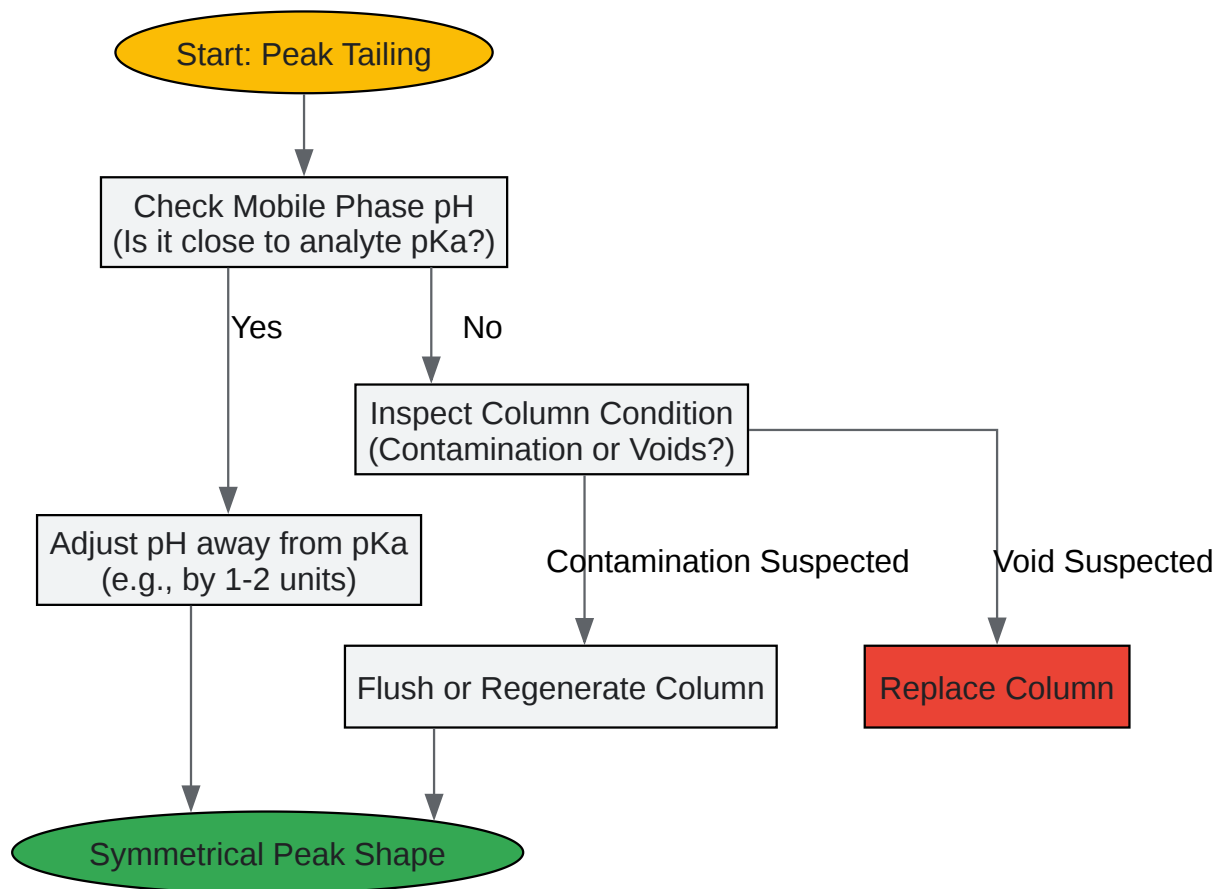 Start: Peak Tailing
Check Mobile Phase pH
(Is it close to analyte pKa?)
Yes
No
Inspect Column Condition
(Contamination or Voids?)
Adjust pH away from pKa
(e.g., by 1-2 units)
Contamination Suspected
Void Suspected
Flush or Regenerate Column
Replace Column
Symmetrical Peak Shape